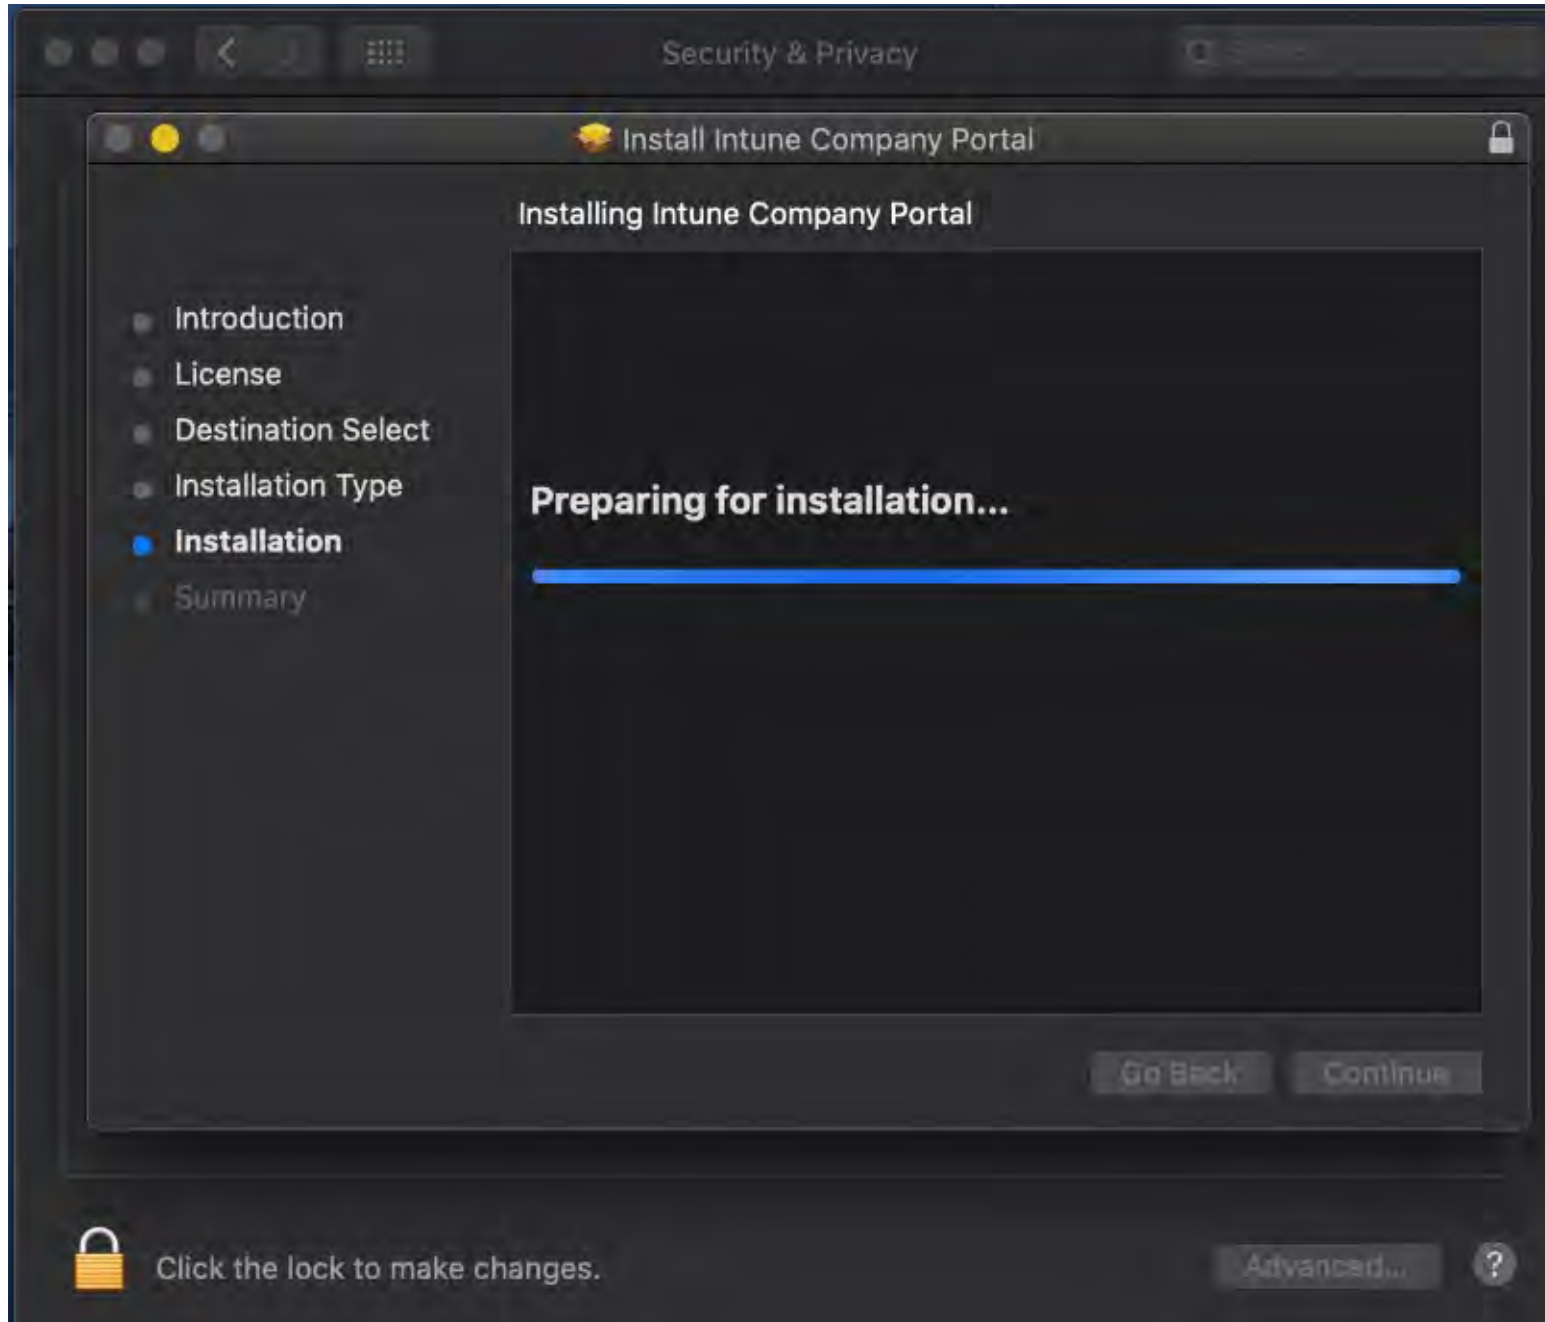 Security & Privacy
Install Intune Company Portal
Installing Intune Company Portal
Introduction
License
Destination Select
Installation Type
Installation
Summary
Preparing for installation...
Go Back
Continue
Click the lock to make changes.
Advanced...
?